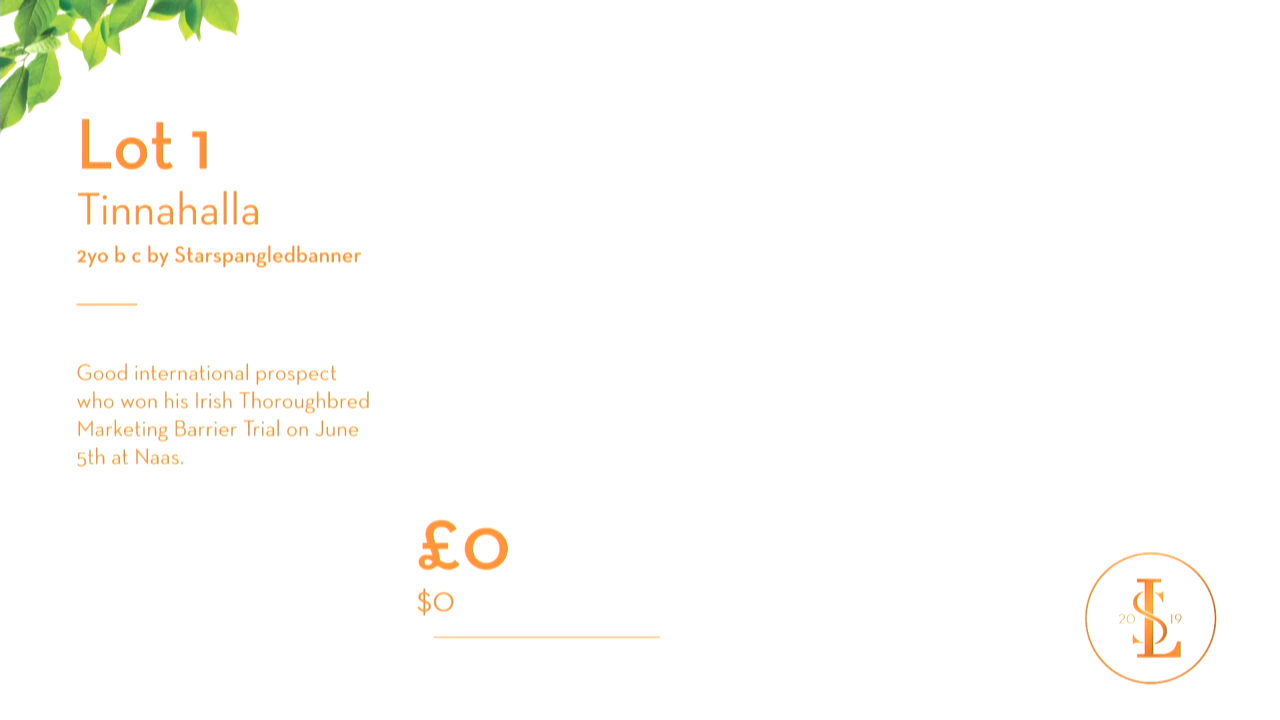 Lot 1
Tinnahalla
2yo b c by Starspangledbanner
Good international prospect
who won his Irish Thoroughbred
Marketing Barrier Trial on June
5th at Naas.
£0
$0
20 SL 19